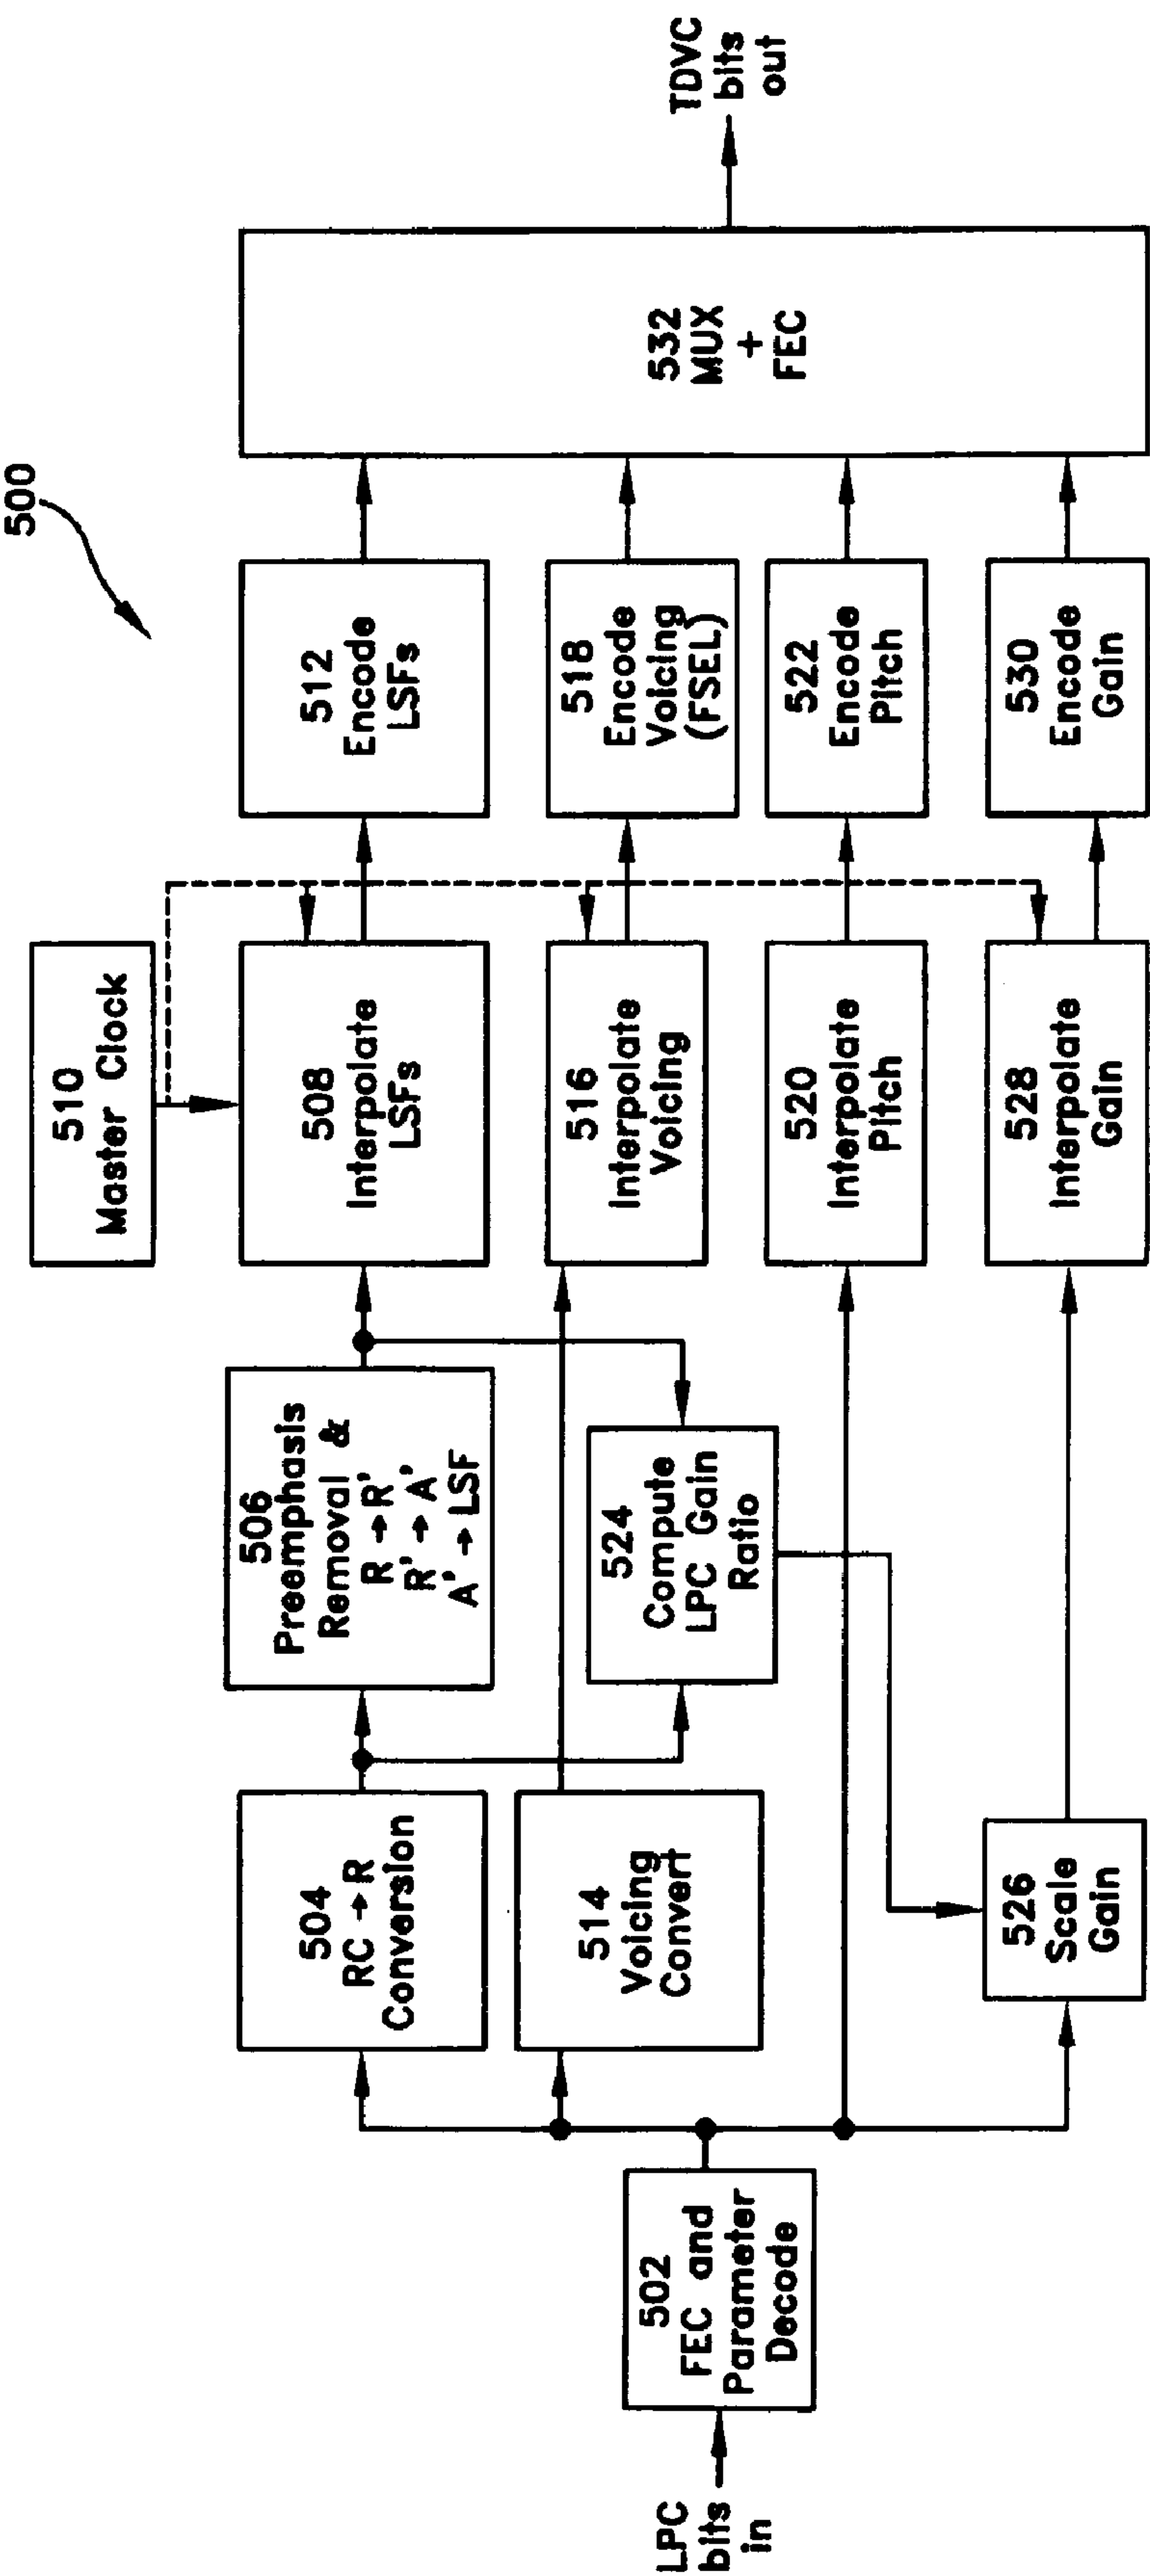 500
LPC
bits
in
502
FEC and
Parameter
Decode
504
RC → R
Conversion
506
Preemphasis
Removal &
R → R'
R' → A'
A' → LSF
510
Master Clock
508
Interpolate
LSFs
512
Encode
LSFs
514
Voicing
Convert
516
Interpolate
Voicing
518
Encode
Voicing
(FSEL)
524
Compute
LPC Gain
Ratio
520
Interpolate
Pitch
522
Encode
Pitch
526
Scale
Gain
528
Interpolate
Gain
530
Encode
Gain
532
MUX
+
FEC
TDVC
bits
out